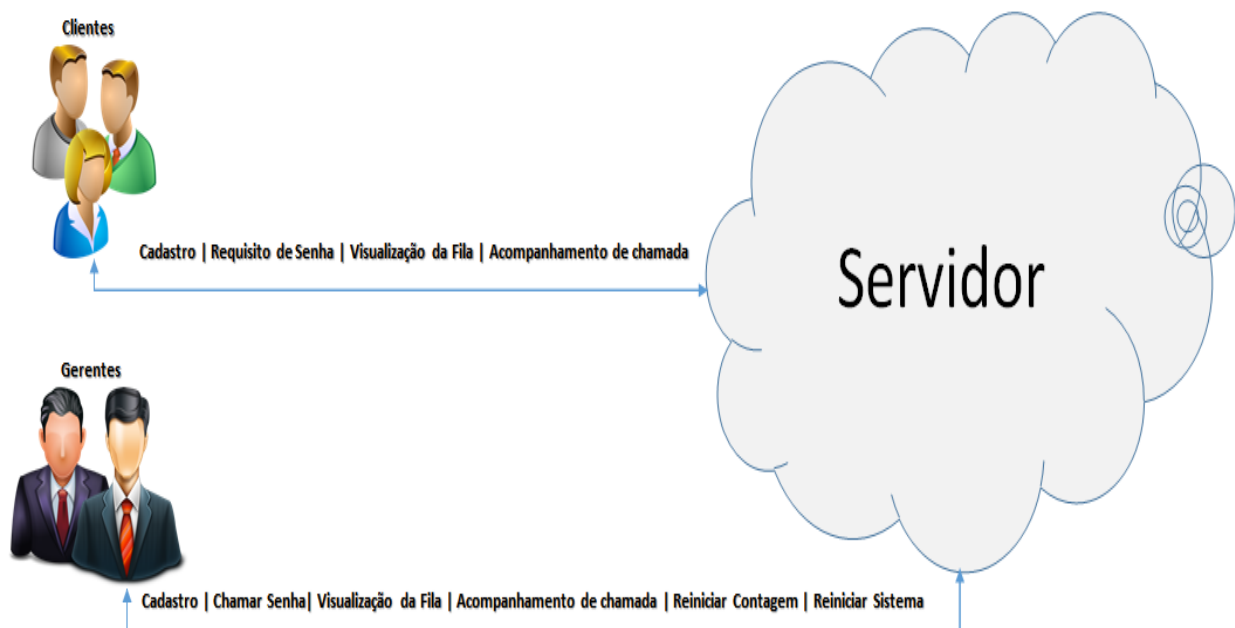 Clientes
Cadastro | Requisito de Senha | Visualização da Fila | Acompanhamento de chamada
Servidor
Gerentes
Cadastro | Chamar Senha| Visualização da Fila | Acompanhamento de chamada | Reiniciar Contagem | Reiniciar Sistema